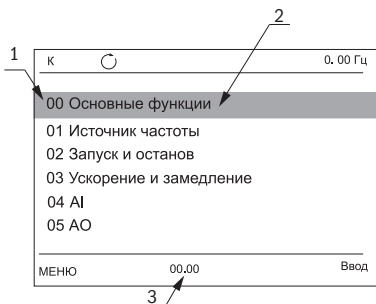 2
1
К 0. 00 Гц
00 Основные функции
01 Источник частоты
02 Запуск и останов
03 Ускорение и замедление
04 AI
05 AO
МЕНЮ 00.00 Ввод
3